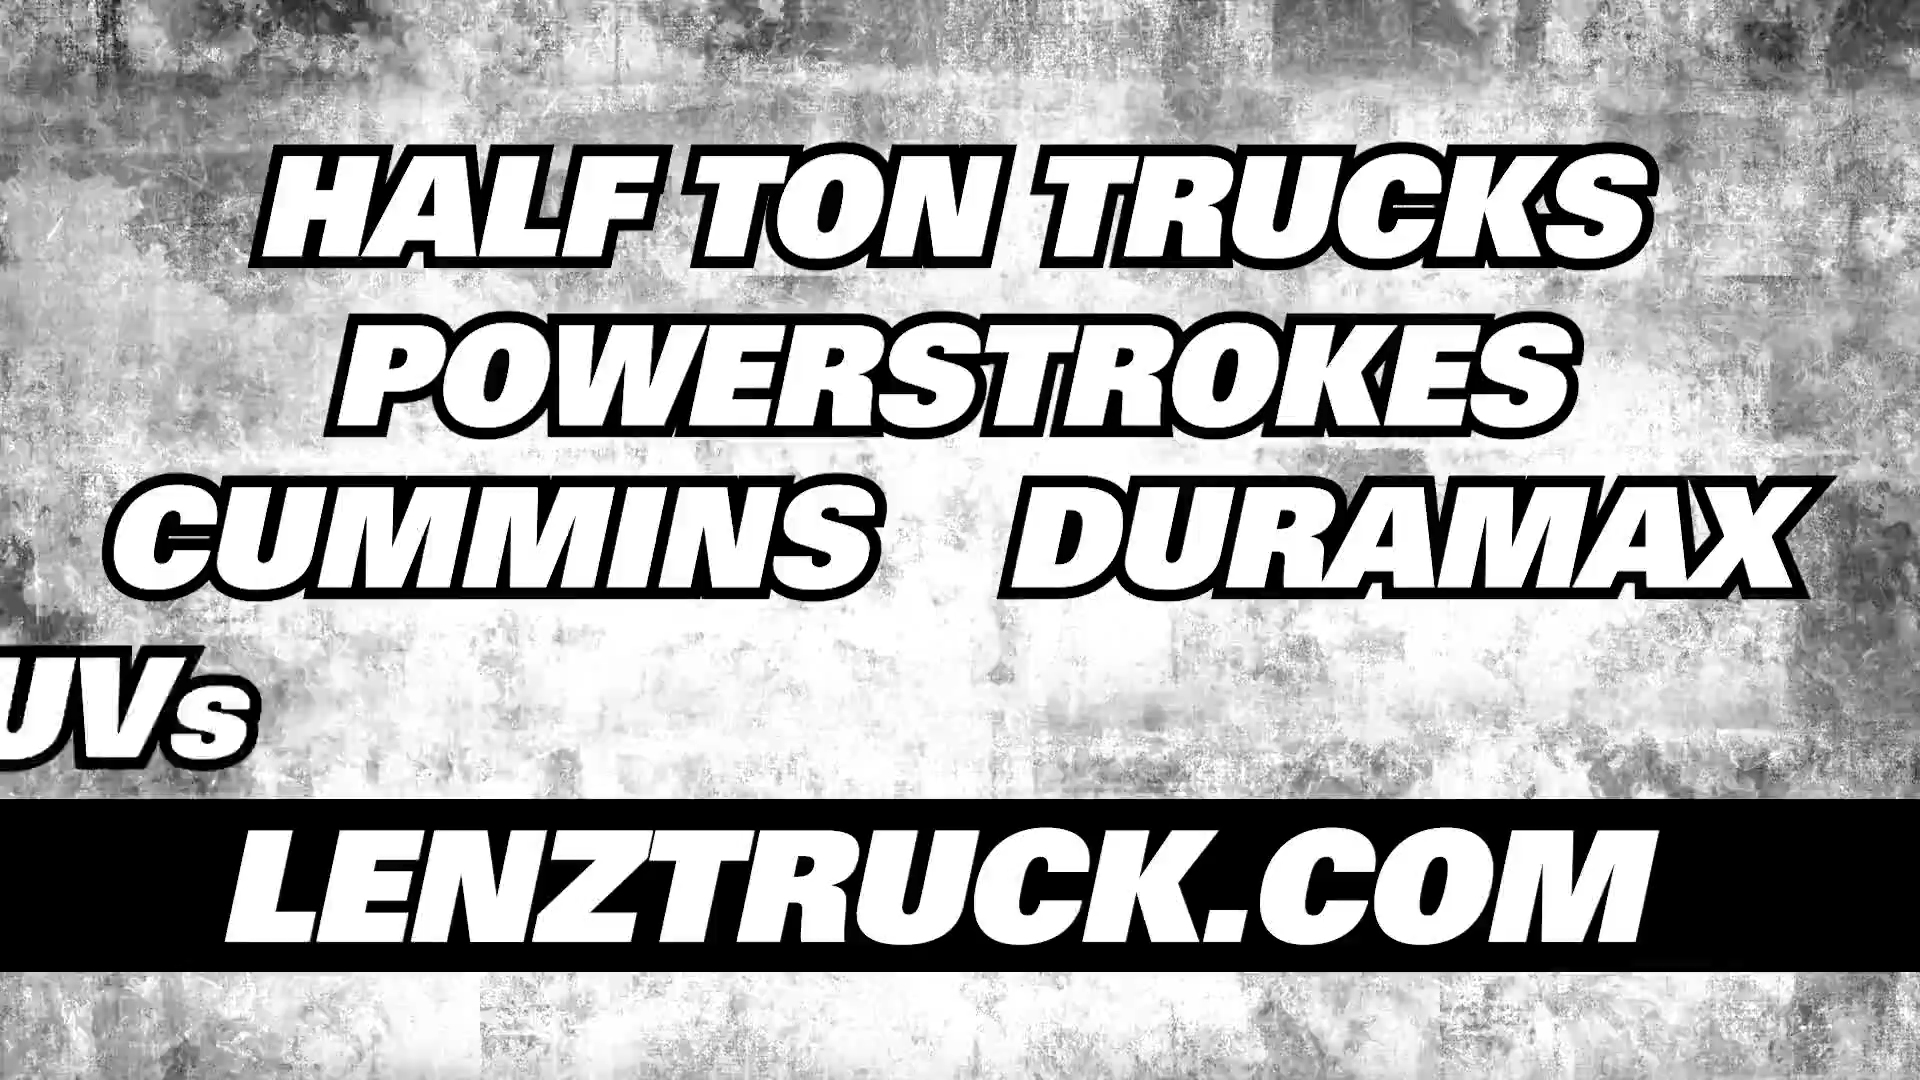 HALF TON TRUCKS
POWERSTROKES
CUMMINS DURAMAX
UVs
LENZTRUCK.COM